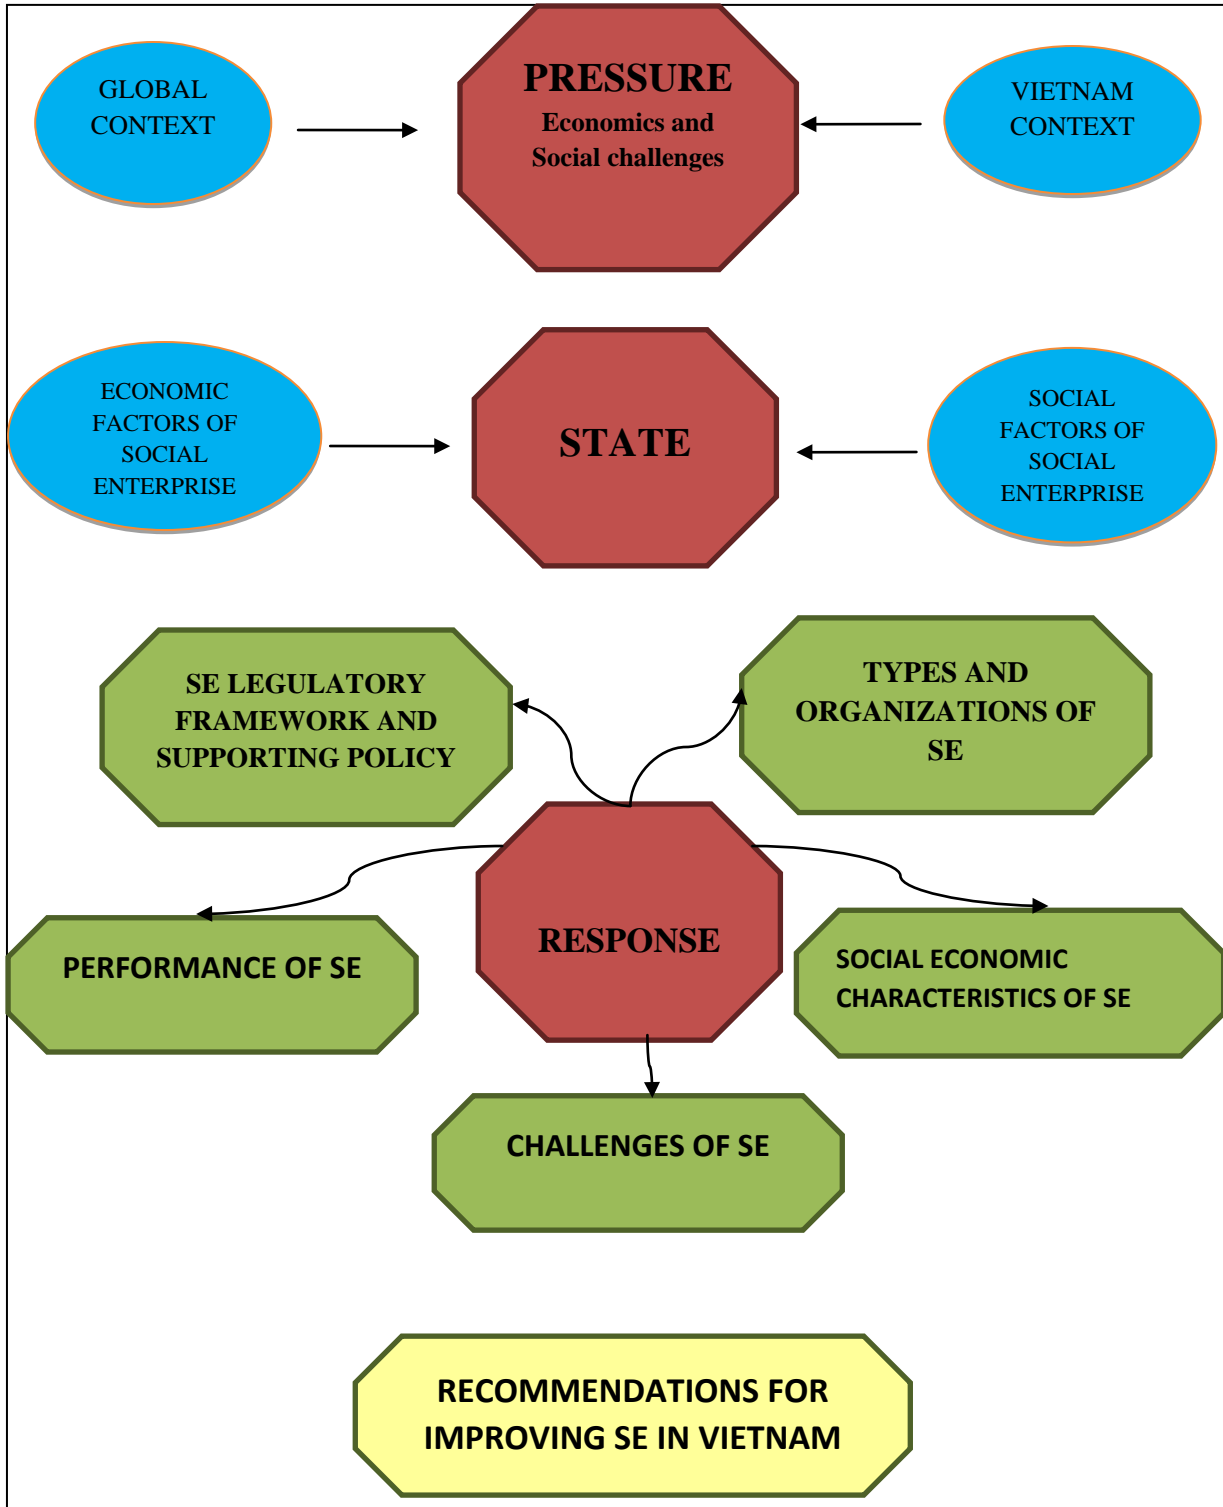 GLOBAL
CONTEXT
PRESSURE
Economics and
Social challenges
VIETNAM
CONTEXT
ECONOMIC
FACTORS OF
SOCIAL
ENTERPRISE
STATE
SOCIAL
FACTORS OF
SOCIAL
ENTERPRISE
SE LEGULATORY
FRAMEWORK AND
SUPPORTING POLICY
TYPES AND
ORGANIZATIONS OF
SE
RESPONSE
PERFORMANCE OF SE
SOCIAL ECONOMIC
CHARACTERISTICS OF SE
CHALLENGES OF SE
RECOMMENDATIONS FOR
IMPROVING SE IN VIETNAM